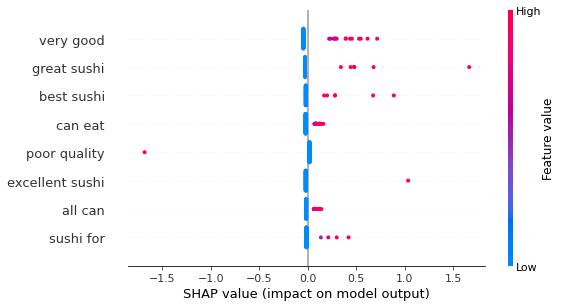 High
very good
great sushi
best sushi
can eat
poor quality
excellent sushi
all can
sushi for
Feature value
Low
−1.5 −1.0 −0.5 0.0 0.5 1.0 1.5
SHAP value (impact on model output)